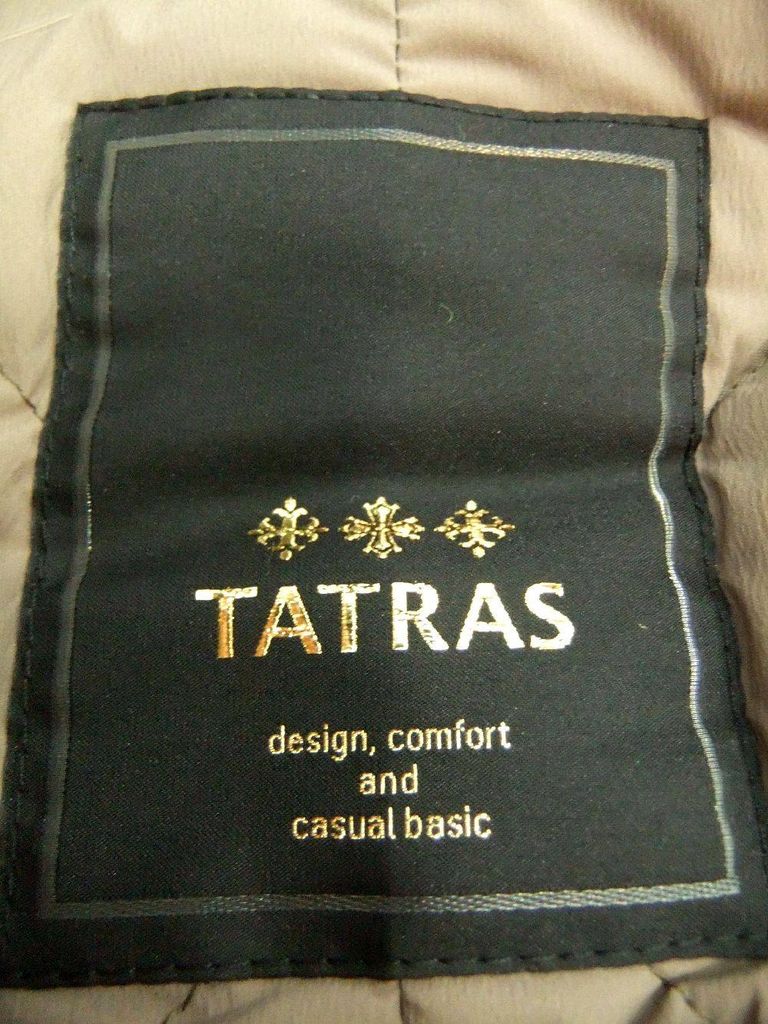 TATRAS
design, comfort
and
casual basic